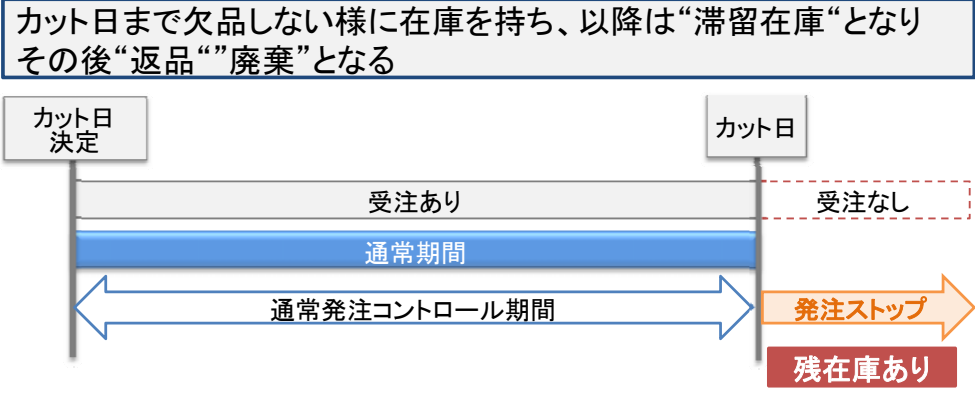 カット日まで欠品しない様に在庫を持ち、以降は“滞留在庫“となり
その後“返品“”廃棄”となる
カット日
決定
カット日
受注あり
受注なし
通常期間
通常発注コントロール期間
発注ストップ
残在庫あり